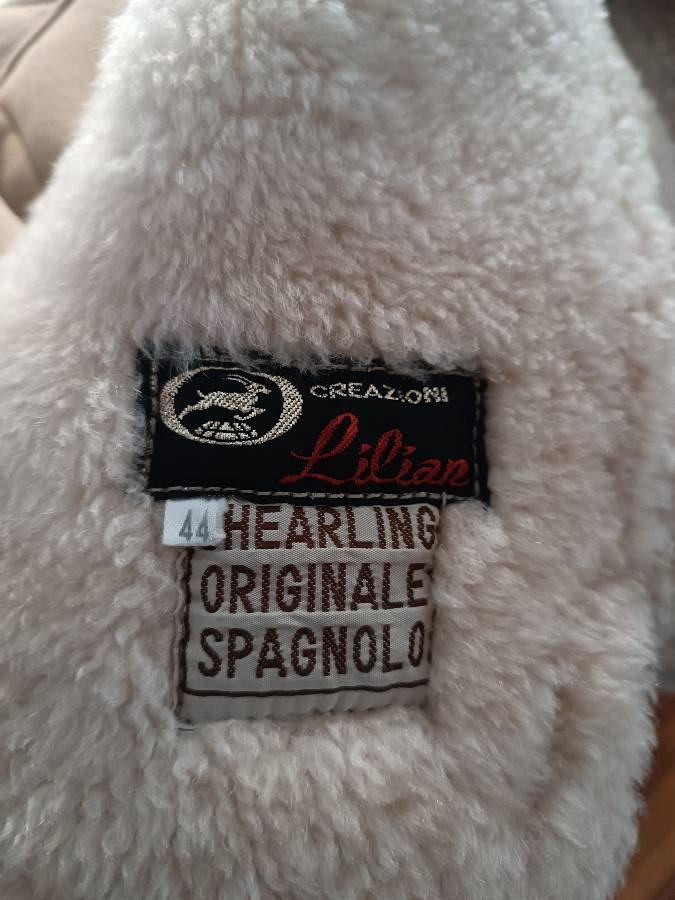 CREAZIONI
Lilian
44
HEARLING
ORIGINALE
SPAGNOLO